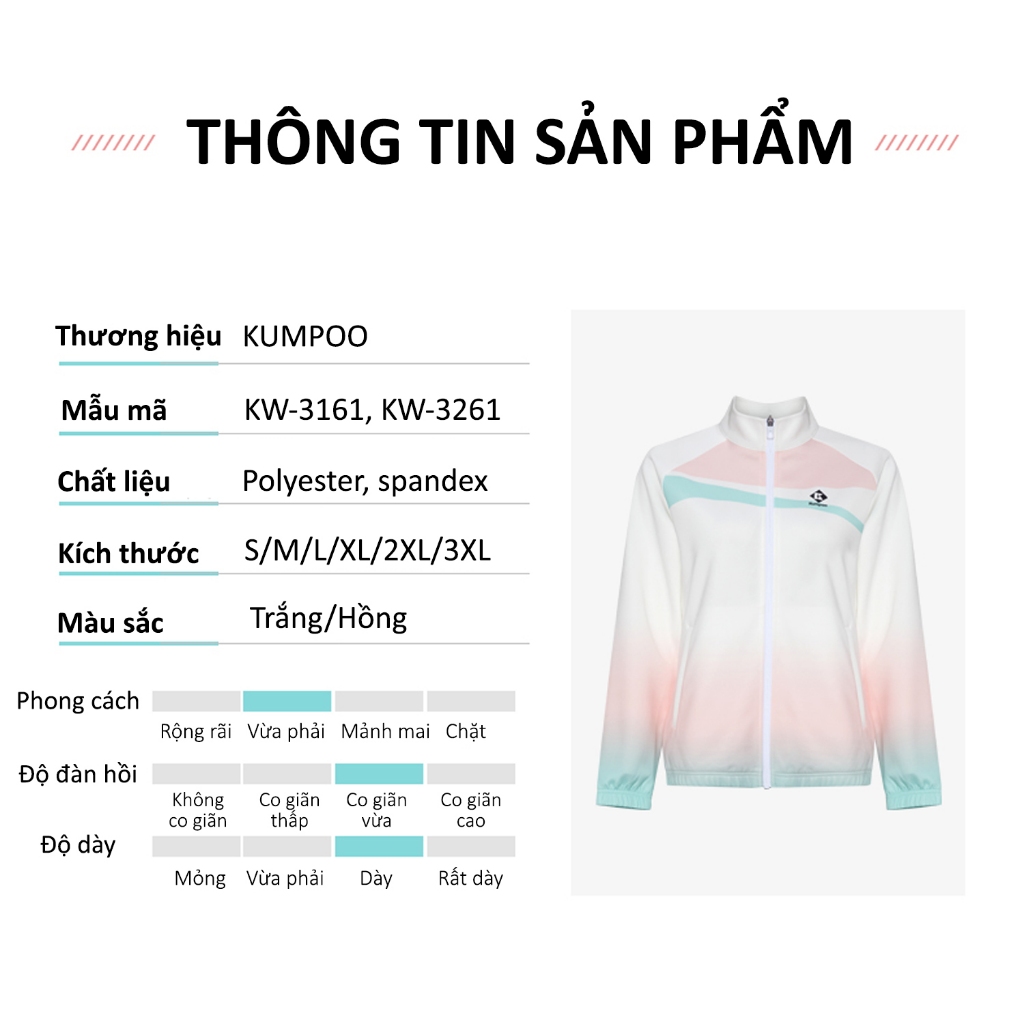 THÔNG TIN SẢN PHẨM
Thương hiệu KUMPOO
Mẫu mã KW-3161, KW-3261
Chất liệu Polyester, spandex
Kích thước S/M/L/XL/2XL/3XL
Màu sắc Trắng/Hồng
Phong cách
Rộng rãi Vừa phải Mảnh mai Chặt
Độ đàn hồi
Không co giãn Co giãn thấp Co giãn vừa Co giãn cao
Độ dày
Mỏng Vừa phải Dày Rất dày